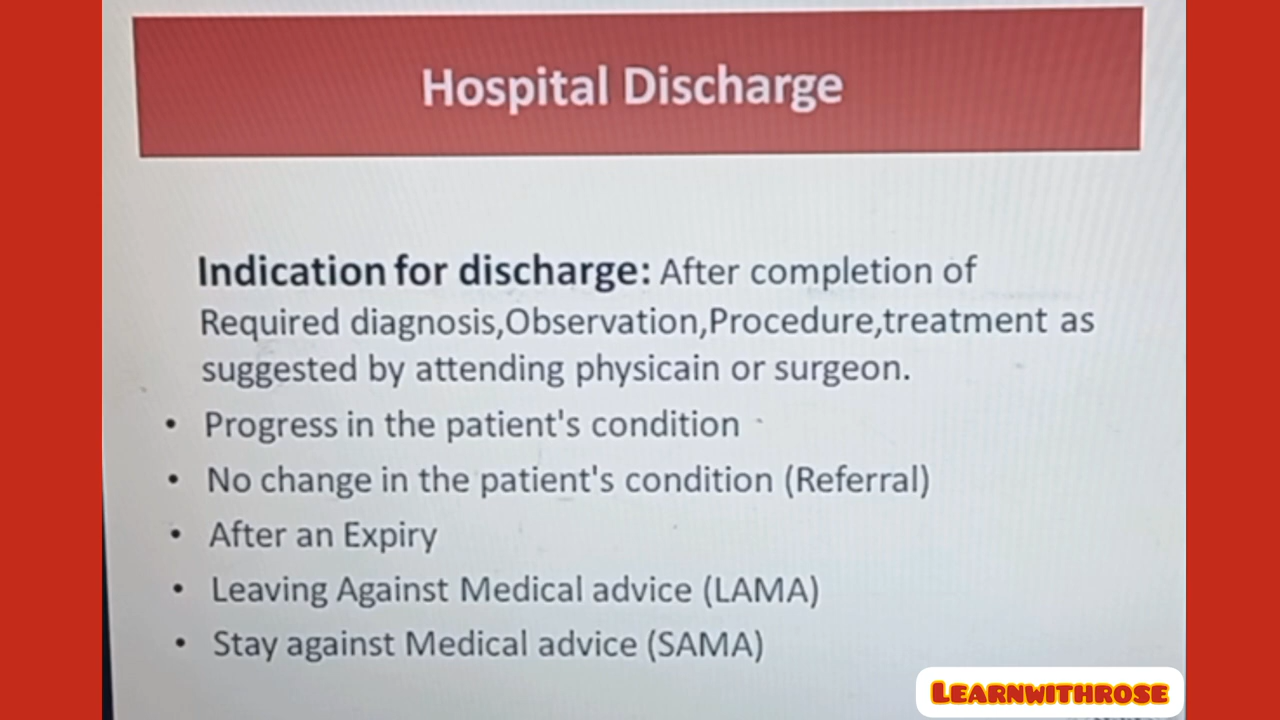 Hospital Discharge
Indication for discharge: After completion of
Required diagnosis,Observation,Procedure,treatment as
suggested by attending physicain or surgeon.
• Progress in the patient's condition
• No change in the patient's condition (Referral)
• After an Expiry
• Leaving Against Medical advice (LAMA)
• Stay against Medical advice (SAMA)
LEARNWITHROSE